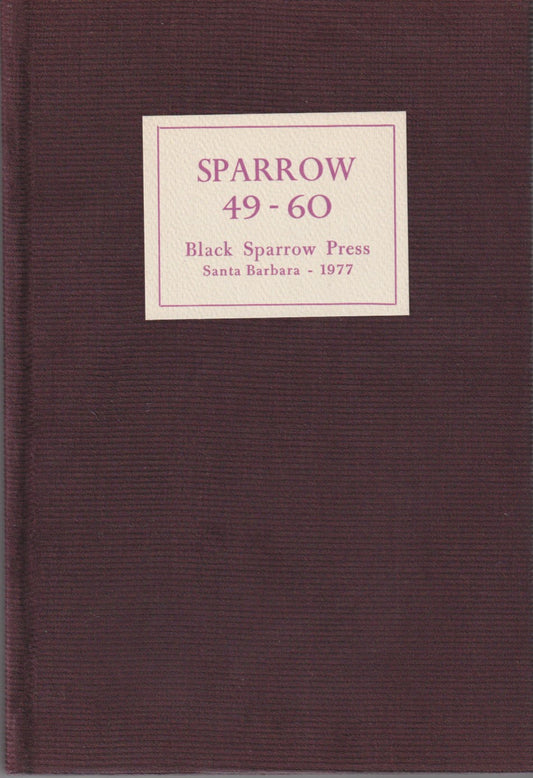 SPARROW
49 - 60
Black Sparrow Press
Santa Barbara - 1977